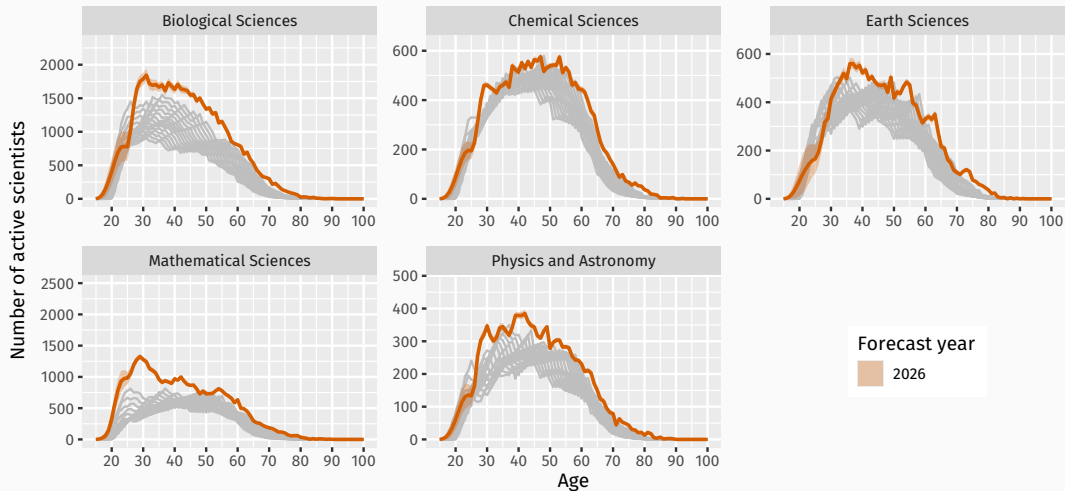 Number of active scientists
Biological Sciences
2000
1500
1000
500
0
20 30 40 50 60 70 80 90 100
Chemical Sciences
600
400
200
0
20 30 40 50 60 70 80 90 100
Earth Sciences
600
400
200
0
20 30 40 50 60 70 80 90 100
Mathematical Sciences
2500
2000
1500
1000
500
0
20 30 40 50 60 70 80 90 100
Physics and Astronomy
500
400
300
200
100
0
20 30 40 50 60 70 80 90 100
Age
Forecast year
2026